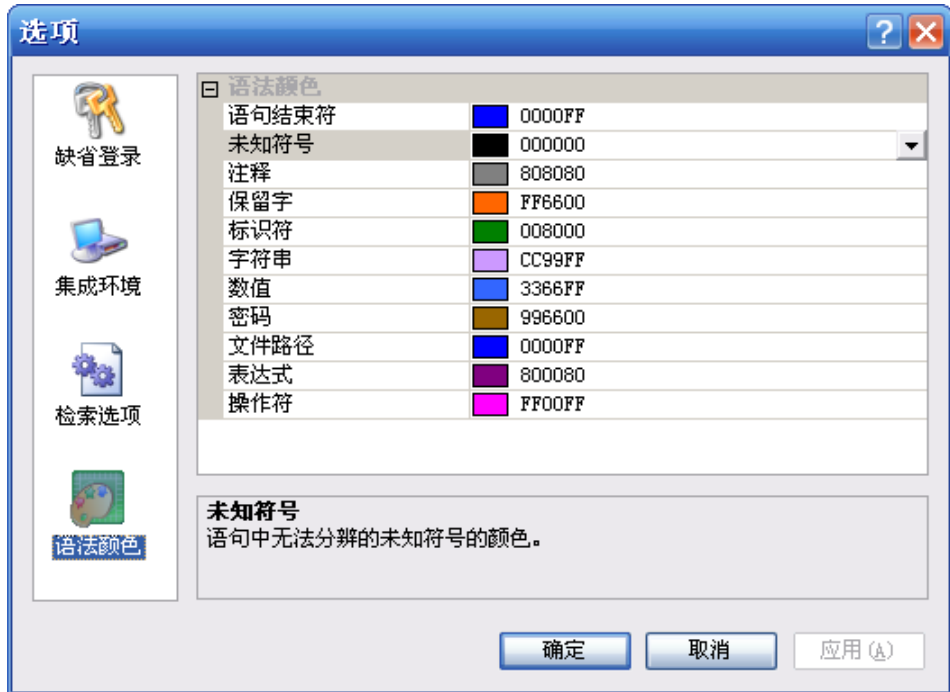 选项
缺省登录
集成环境
检索选项
语法颜色
语法颜色
语句结束符 0000FF
未知符号 000000
注释 808080
保留字 FF6600
标识符 008000
字符串 CC99FF
数值 3366FF
密码 996600
文件路径 0000FF
表达式 800080
操作符 FF00FF
未知符号
语句中无法分辨的未知符号的颜色。
确定 取消 应用(A)